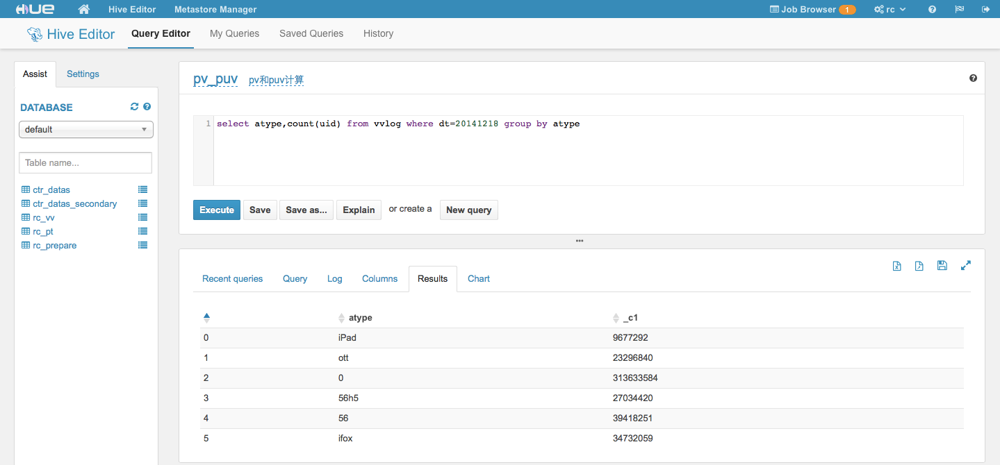 HUE Hive Editor Metastore Manager Job Browser 1 rc
Hive Editor Query Editor My Queries Saved Queries History
Assist Settings
DATABASE
default
Table name...
ctr_datas
ctr_datas_secondary
rc_vv
rc_pt
rc_prepare
pv_puv pv和puv计算
1 select atype,count(uid) from vvlog where dt=20141218 group by atype
Execute Save Save as... Explain or create a New query
Recent queries Query Log Columns Results Chart
atype _c1
0 iPad 9677292
1 ott 23296840
2 0 313633584
3 56h5 27034420
4 56 39418251
5 ifox 34732059